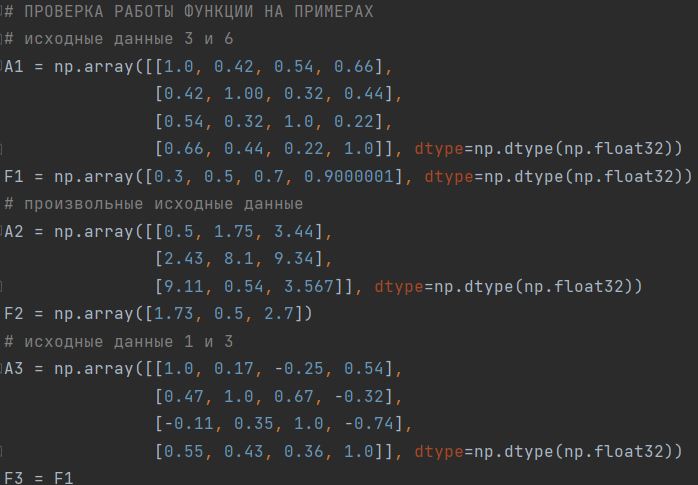 # ПРОВЕРКА РАБОТЫ ФУНКЦИИ НА ПРИМЕРАХ
# исходные данные 3 и 6
A1 = np.array([[1.0, 0.42, 0.54, 0.66],
[0.42, 1.00, 0.32, 0.44],
[0.54, 0.32, 1.0, 0.22],
[0.66, 0.44, 0.22, 1.0]], dtype=np.dtype(np.float32))
F1 = np.array([0.3, 0.5, 0.7, 0.9000001], dtype=np.dtype(np.float32))
# произвольные исходные данные
A2 = np.array([[0.5, 1.75, 3.44],
[2.43, 8.1, 9.34],
[9.11, 0.54, 3.567]], dtype=np.dtype(np.float32))
F2 = np.array([1.73, 0.5, 2.7])
# исходные данные 1 и 3
A3 = np.array([[1.0, 0.17, -0.25, 0.54],
[0.47, 1.0, 0.67, -0.32],
[-0.11, 0.35, 1.0, -0.74],
[0.55, 0.43, 0.36, 1.0]], dtype=np.dtype(np.float32))
F3 = F1